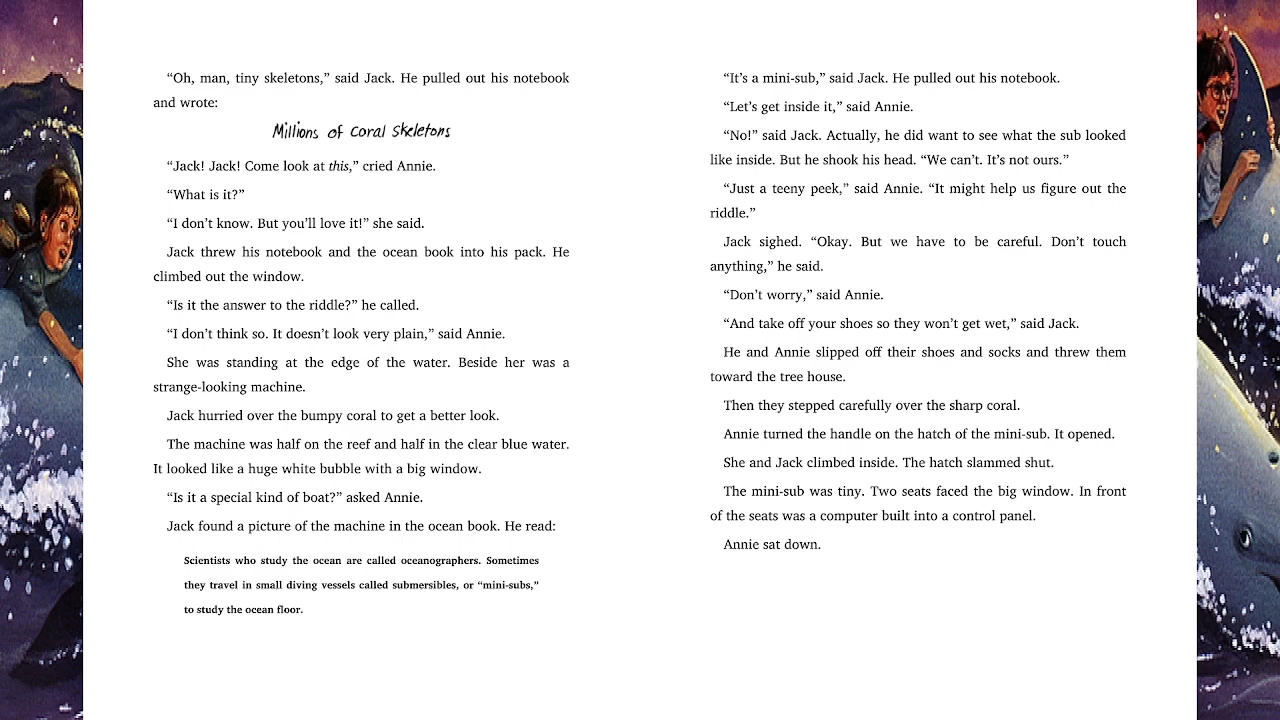 “Oh, man, tiny skeletons,” said Jack. He pulled out his notebook
and wrote:
Millions of coral skeletons
“Jack! Jack! Come look at this,” cried Annie.
“What is it?”
“I don’t know. But you’ll love it!” she said.
Jack threw his notebook and the ocean book into his pack. He
climbed out the window.
“Is it the answer to the riddle?” he called.
“I don’t think so. It doesn’t look very plain,” said Annie.
She was standing at the edge of the water. Beside her was a
strange-looking machine.
Jack hurried over the bumpy coral to get a better look.
The machine was half on the reef and half in the clear blue water.
It looked like a huge white bubble with a big window.
“Is it a special kind of boat?” asked Annie.
Jack found a picture of the machine in the ocean book. He read:
Scientists who study the ocean are called oceanographers. Sometimes
they travel in small diving vessels called submersibles, or “mini-subs,”
to study the ocean floor.
“It’s a mini-sub,” said Jack. He pulled out his notebook.
“Let’s get inside it,” said Annie.
“No!” said Jack. Actually, he did want to see what the sub looked
like inside. But he shook his head. “We can’t. It’s not ours.”
“Just a teeny peek,” said Annie. “It might help us figure out the
riddle.”
Jack sighed. “Okay. But we have to be careful. Don’t touch
anything,” he said.
“Don’t worry,” said Annie.
“And take off your shoes so they won’t get wet,” said Jack.
He and Annie slipped off their shoes and socks and threw them
toward the tree house.
Then they stepped carefully over the sharp coral.
Annie turned the handle on the hatch of the mini-sub. It opened.
She and Jack climbed inside. The hatch slammed shut.
The mini-sub was tiny. Two seats faced the big window. In front
of the seats was a computer built into a control panel.
Annie sat down.